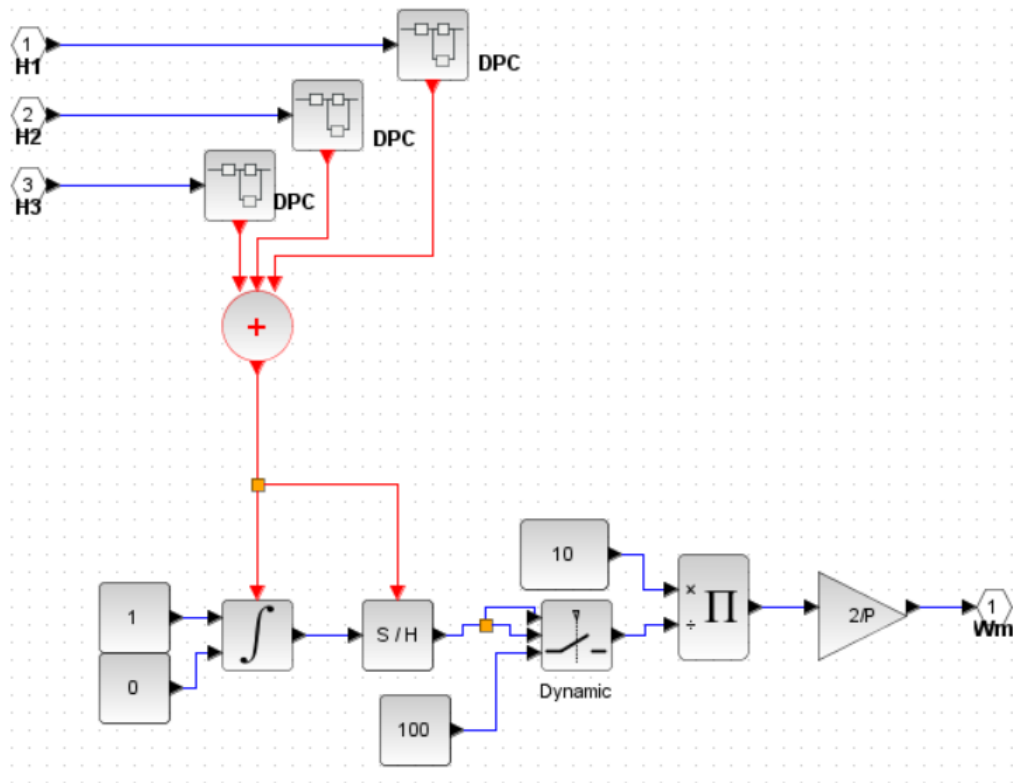 1
H1
DPC
2
H2
DPC
3
H3
DPC
+
1
0
∫
S / H
100
10
Dynamic
×
÷
∏
2/P
1
Wm